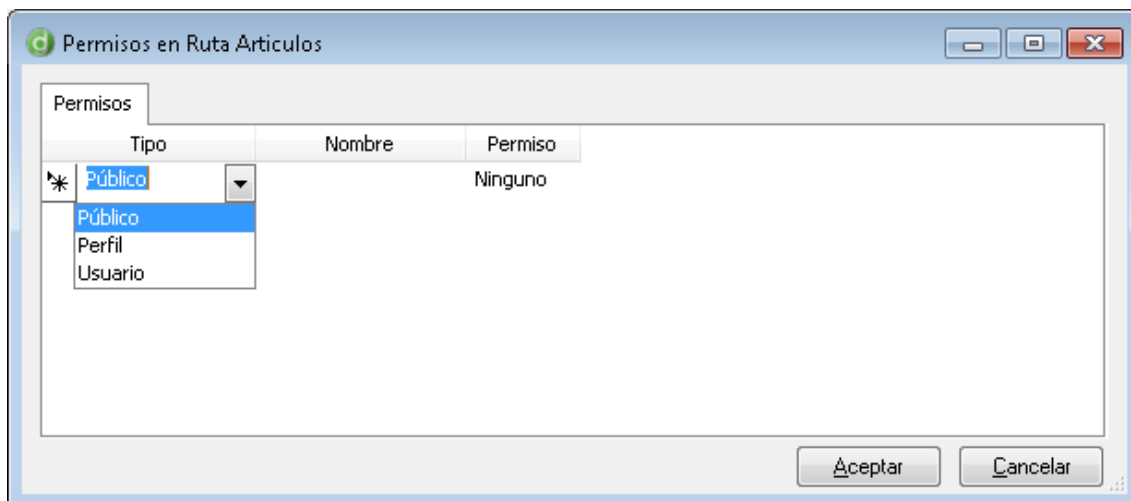 Permisos en Ruta Articulos
Permisos
Tipo Nombre Permiso
Público Ninguno
Público
Perfil
Usuario
Aceptar Cancelar